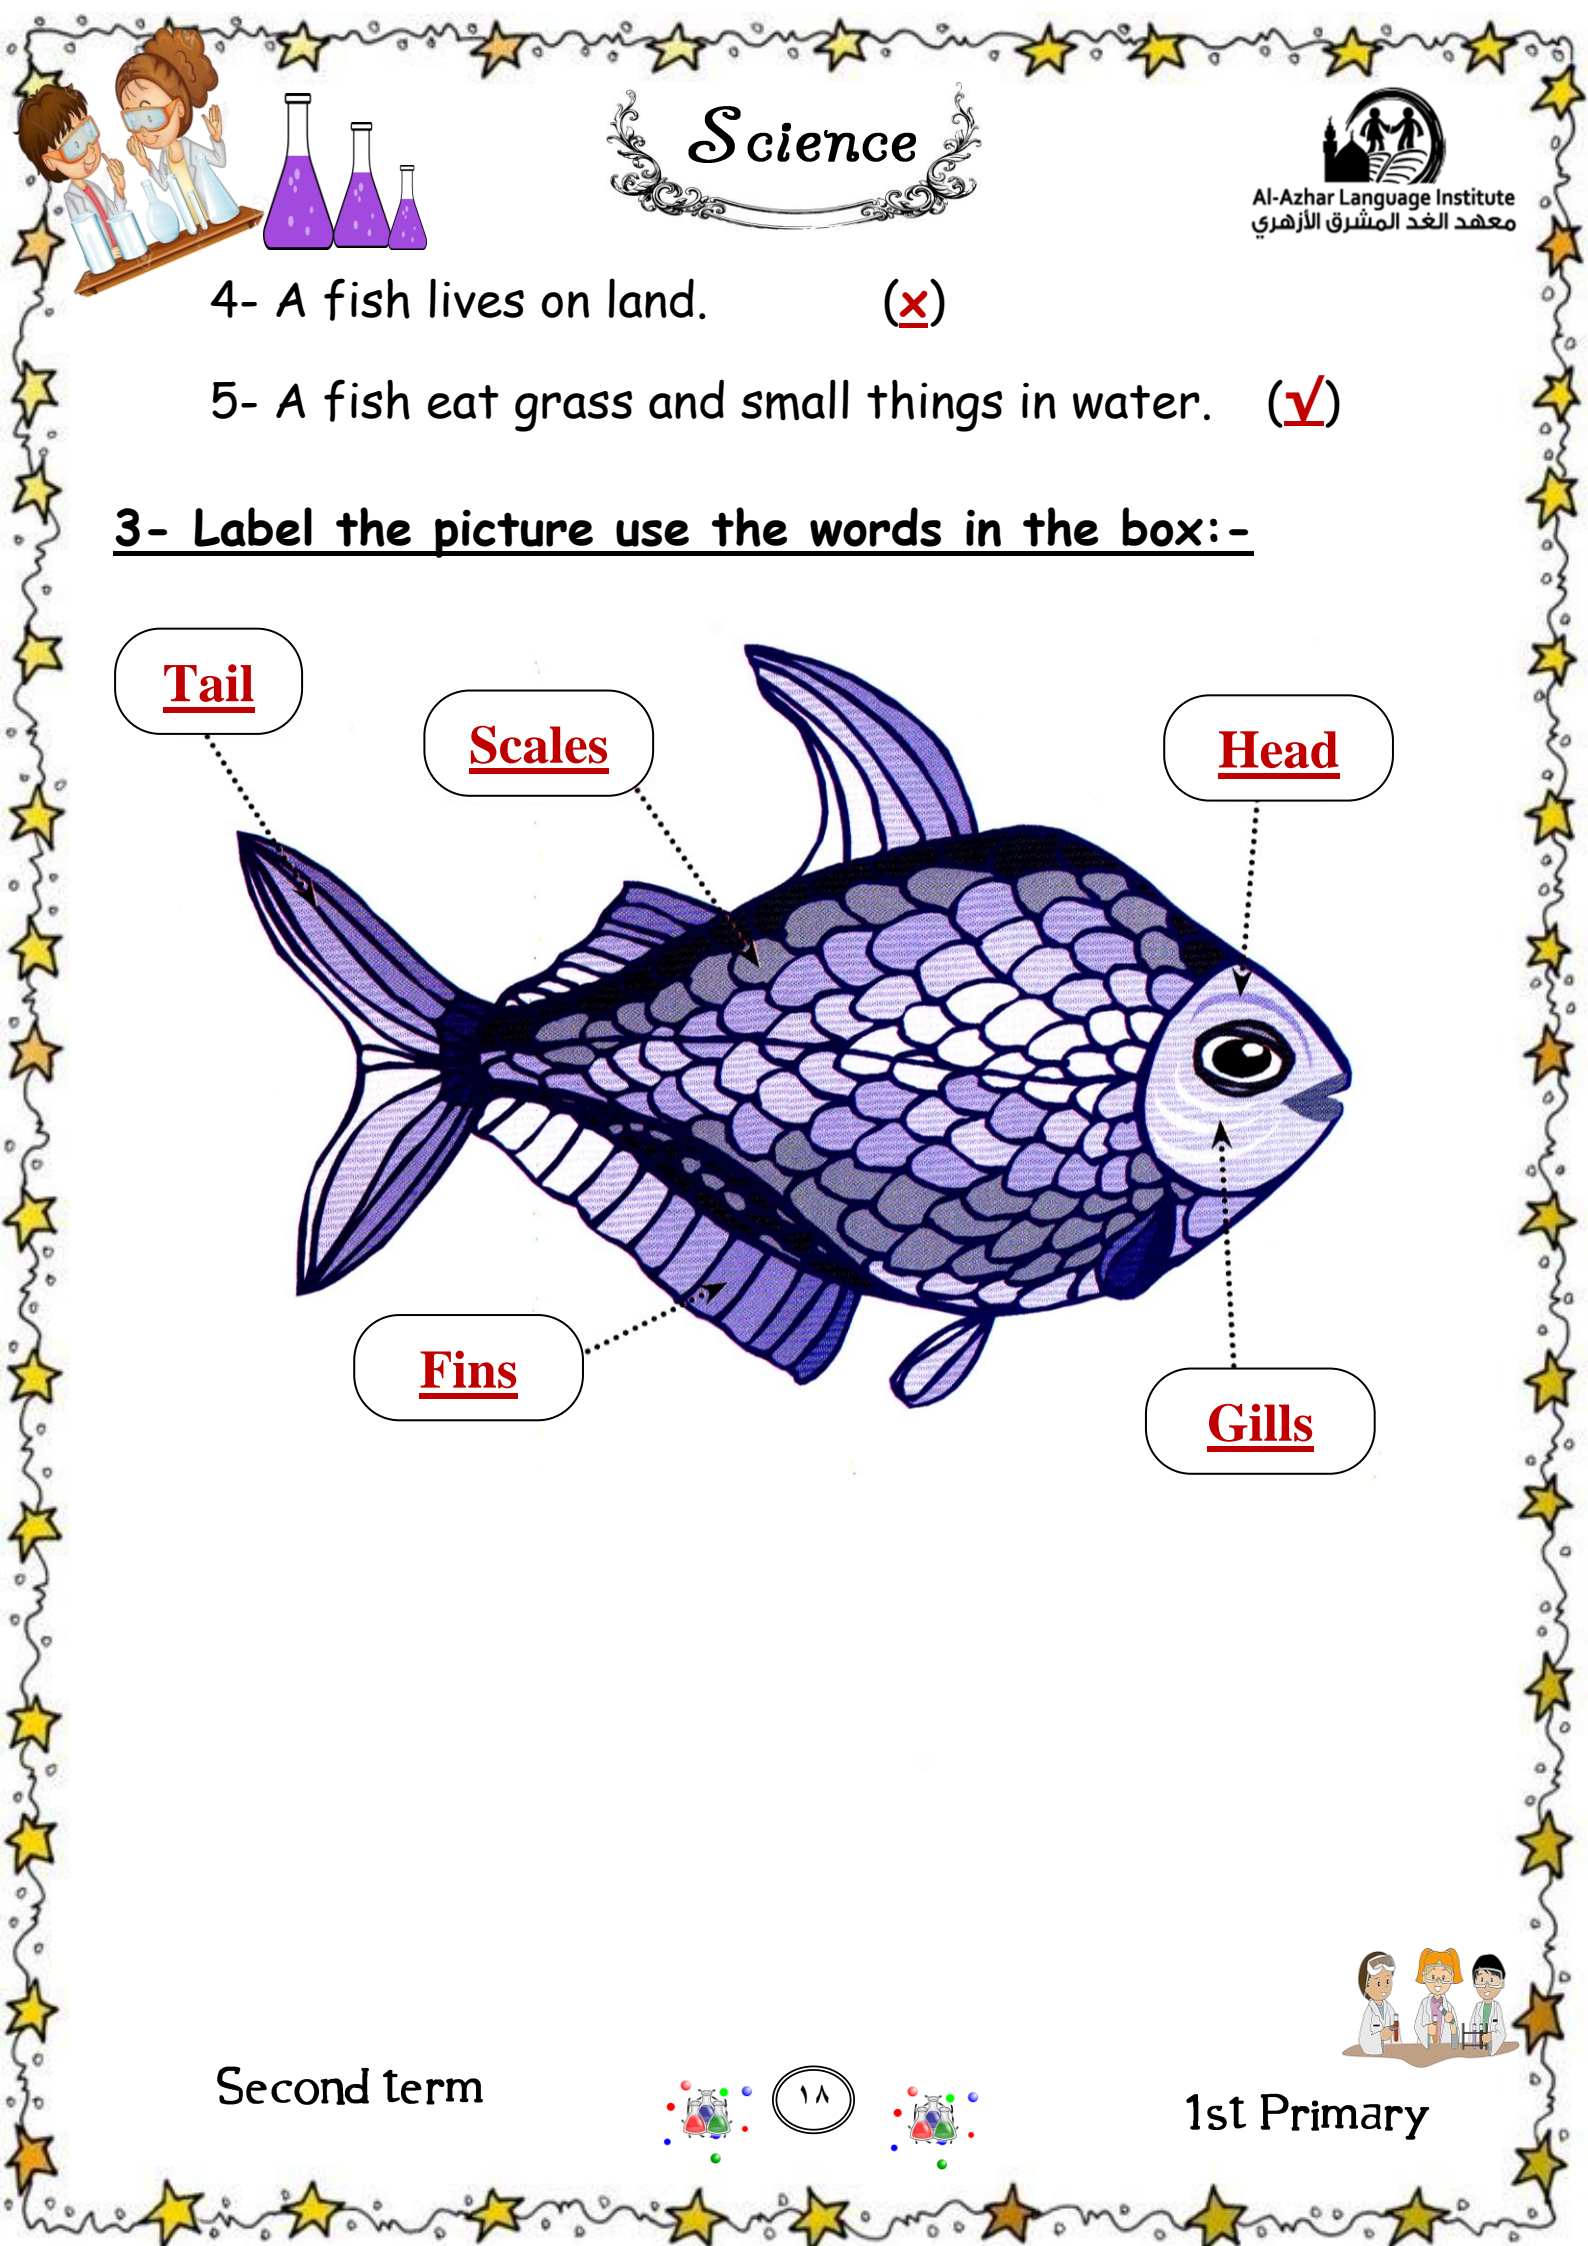 Science
Al-Azhar Language Institute
معهد الغد المشرق الأزهري
4- A fish lives on land. (x)
5- A fish eat grass and small things in water. (√)
3- Label the picture use the words in the box:-
Tail
Scales
Head
Fins
Gills
Second term
١٨
1st Primary